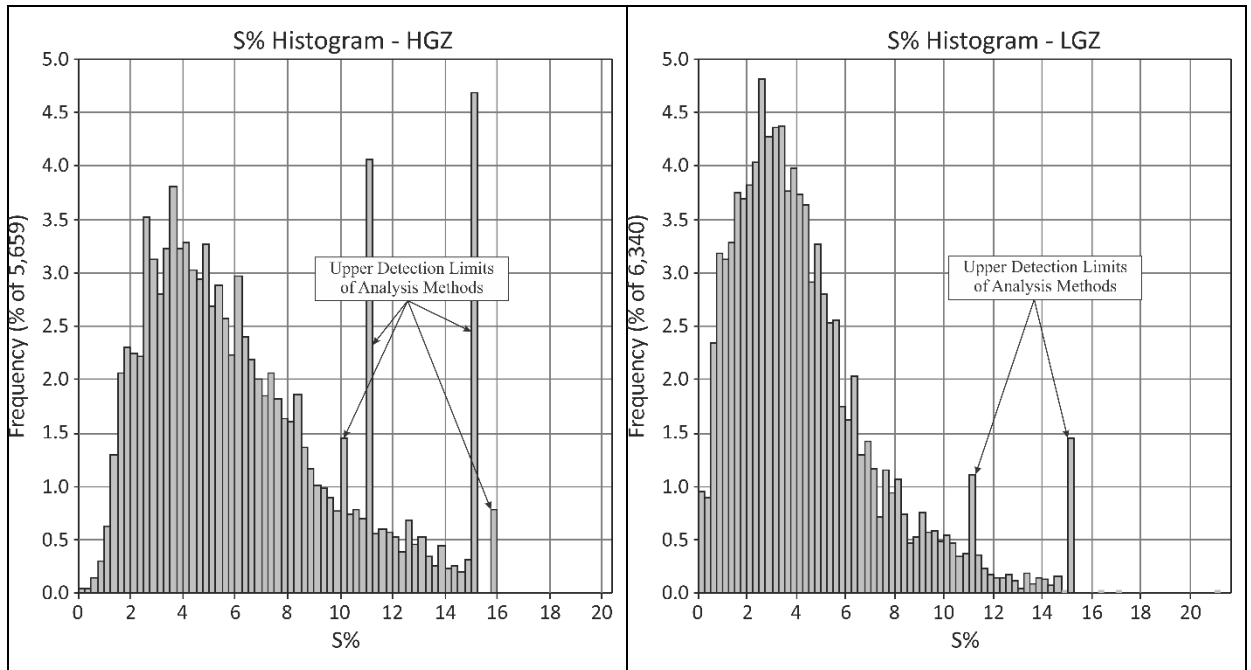 S% Histogram - HGZ
5.0
4.5
4.0
3.5
3.0
2.5
2.0
1.5
1.0
0.5
0.0
Frequency (% of 5,659)
Upper Detection Limits
of Analysis Methods
0 2 4 6 8 10 12 14 16 18 20
S%
S% Histogram - LGZ
5.0
4.5
4.0
3.5
3.0
2.5
2.0
1.5
1.0
0.5
0.0
Frequency (% of 6,340)
Upper Detection Limits
of Analysis Methods
0 2 4 6 8 10 12 14 16 18 20
S%